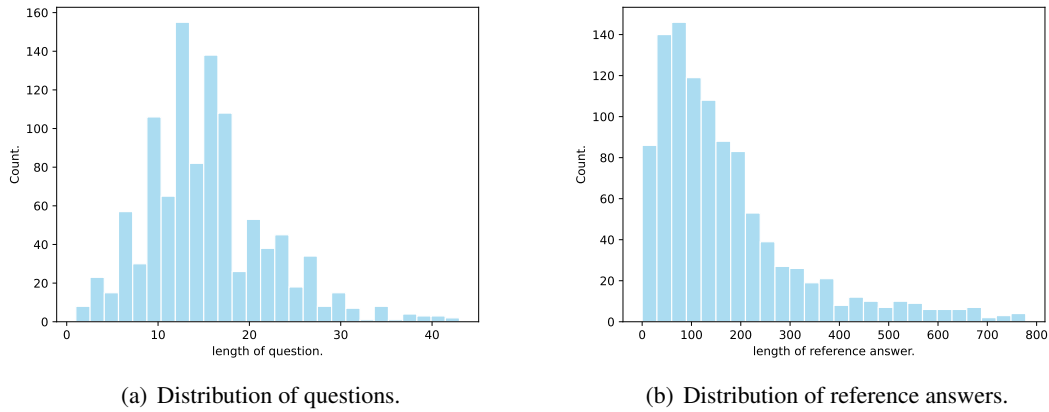 160
140
120
100
80
60
40
20
0
Count.
0 10 20 30 40
length of question.
(a) Distribution of questions.
140
120
100
80
60
40
20
0
Count.
0 100 200 300 400 500 600 700 800
length of reference answer.
(b) Distribution of reference answers.